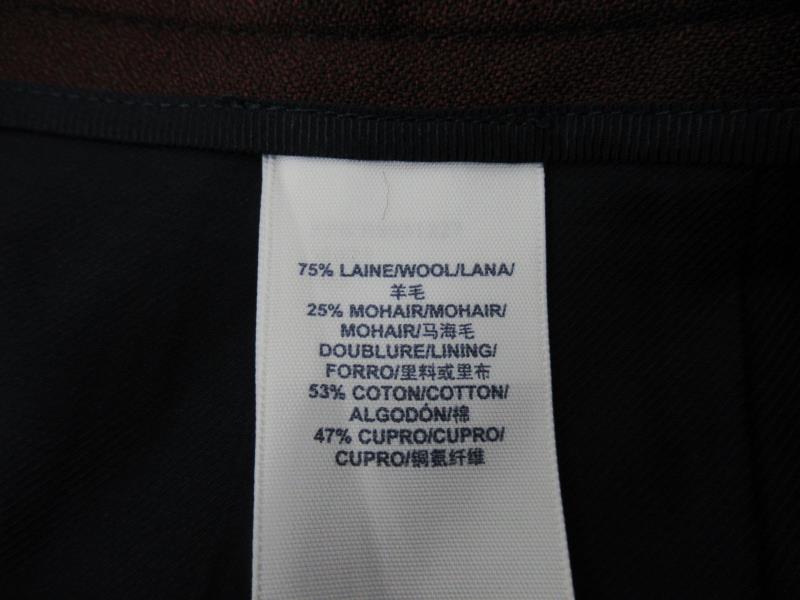 75% LAINE/WOOL/LANA/
羊毛
25% MOHAIR/MOHAIR/
MOHAIR/马海毛
DOUBLURE/LINING/
FORRO/里料或里布
53% COTON/COTTON/
ALGODÓN/棉
47% CUPRO/CUPRO/
CUPRO/铜氨纤维